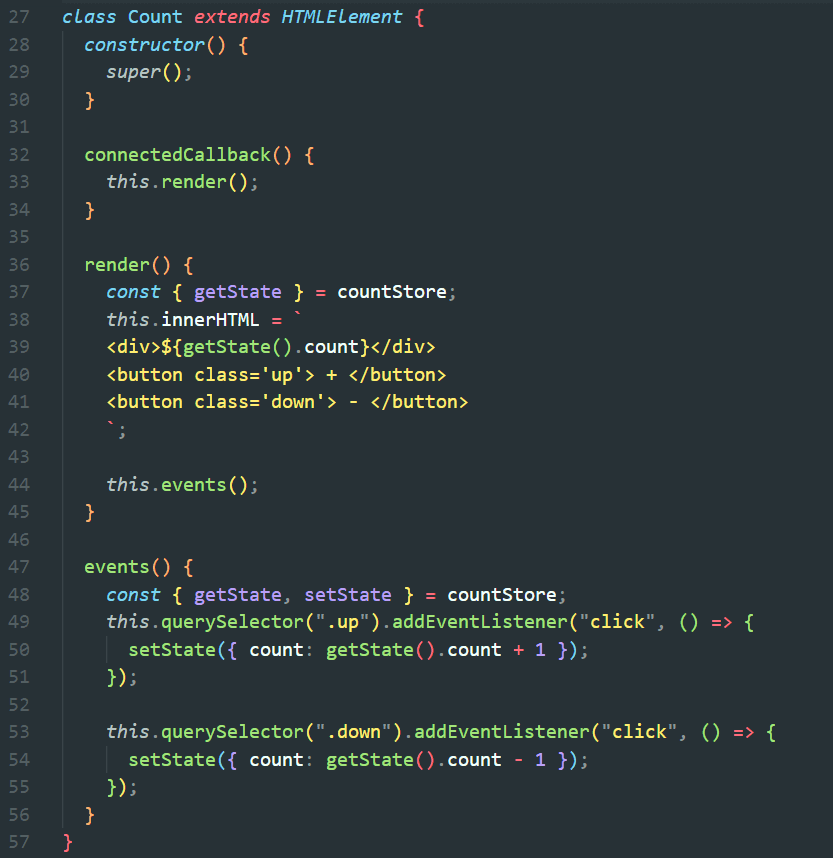 27 class Count extends HTMLElement {
28 constructor() {
29 super();
30 }
31
32 connectedCallback() {
33 this.render();
34 }
35
36 render() {
37 const { getState } = countStore;
38 this.innerHTML = `
39 <div>${getState().count}</div>
40 <button class='up'> + </button>
41 <button class='down'> - </button>
42 `;
43
44 this.events();
45 }
46
47 events() {
48 const { getState, setState } = countStore;
49 this.querySelector(".up").addEventListener("click", () => {
50 setState({ count: getState().count + 1 });
51 });
52
53 this.querySelector(".down").addEventListener("click", () => {
54 setState({ count: getState().count - 1 });
55 });
56 }
57 }